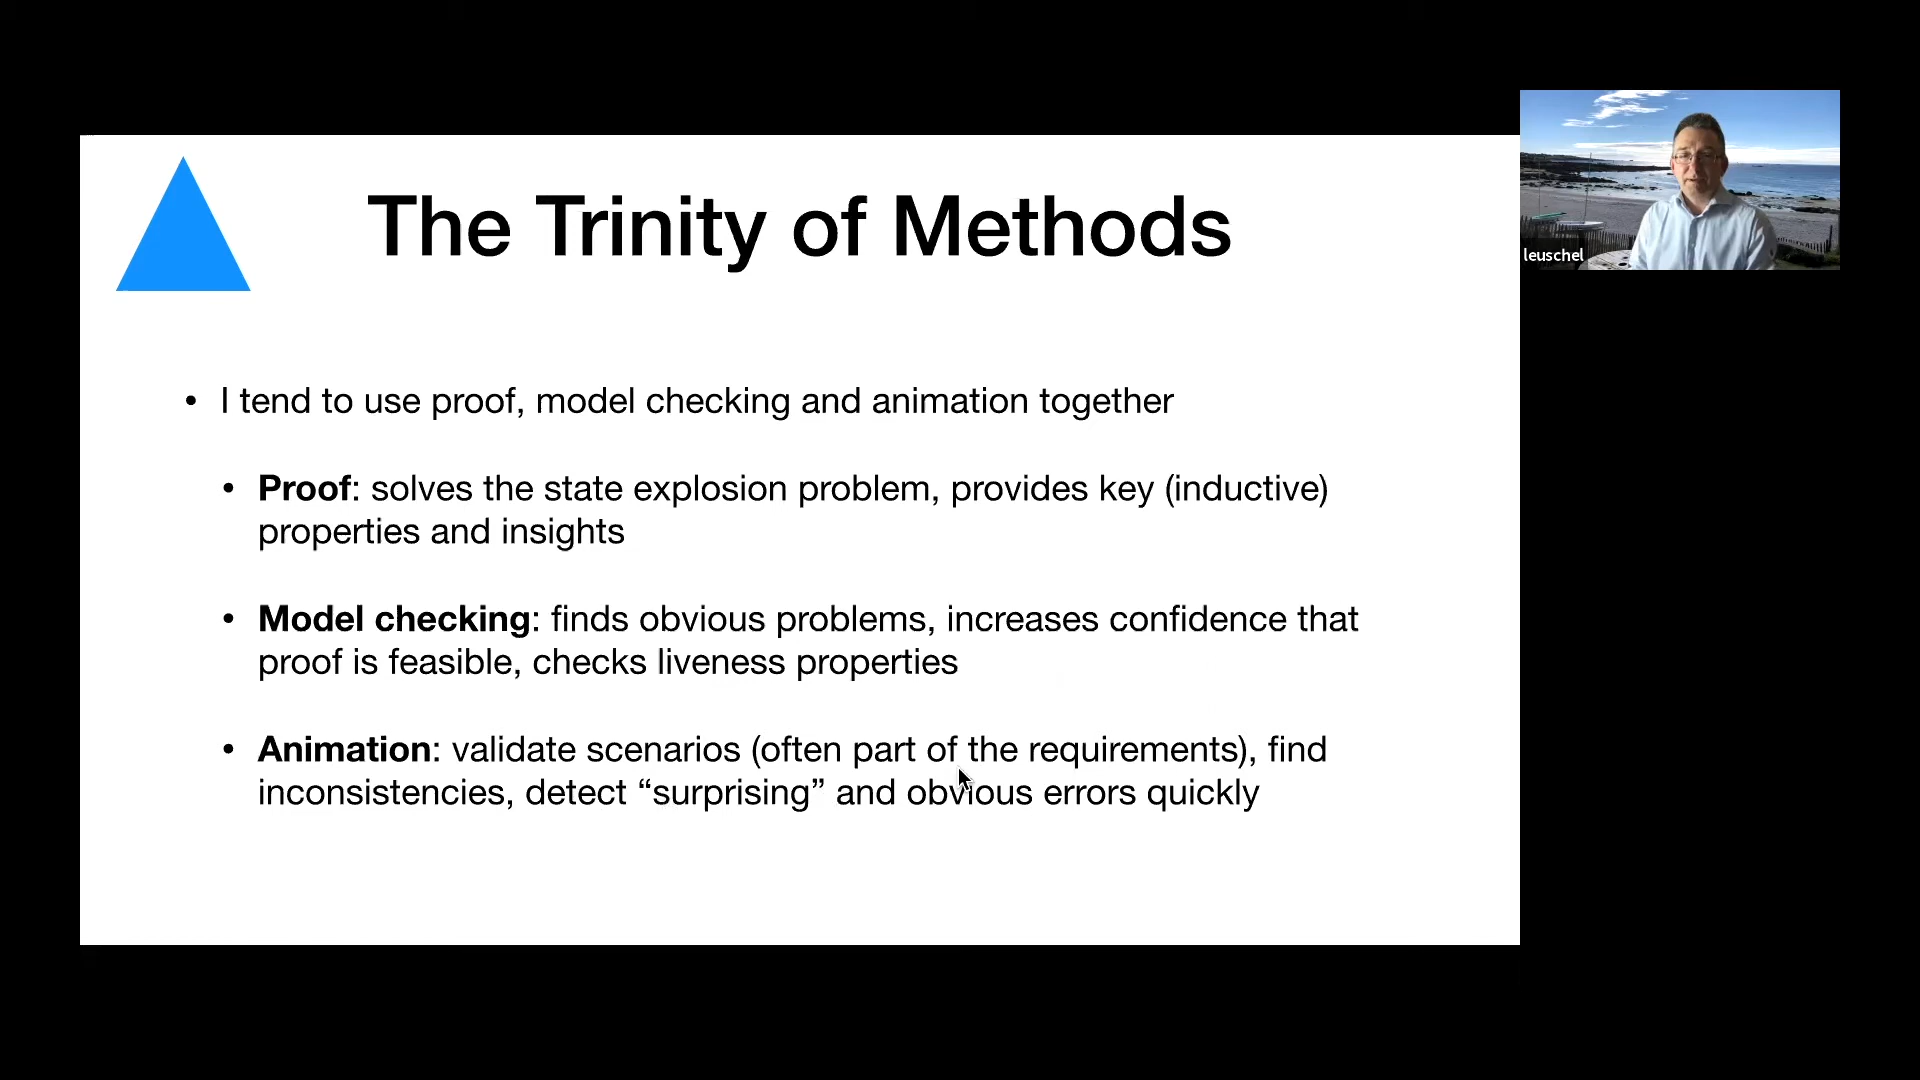 The Trinity of Methods
leuschel
• I tend to use proof, model checking and animation together
• Proof: solves the state explosion problem, provides key (inductive)
properties and insights
• Model checking: finds obvious problems, increases confidence that
proof is feasible, checks liveness properties
• Animation: validate scenarios (often part of the requirements), find
inconsistencies, detect “surprising” and obvious errors quickly